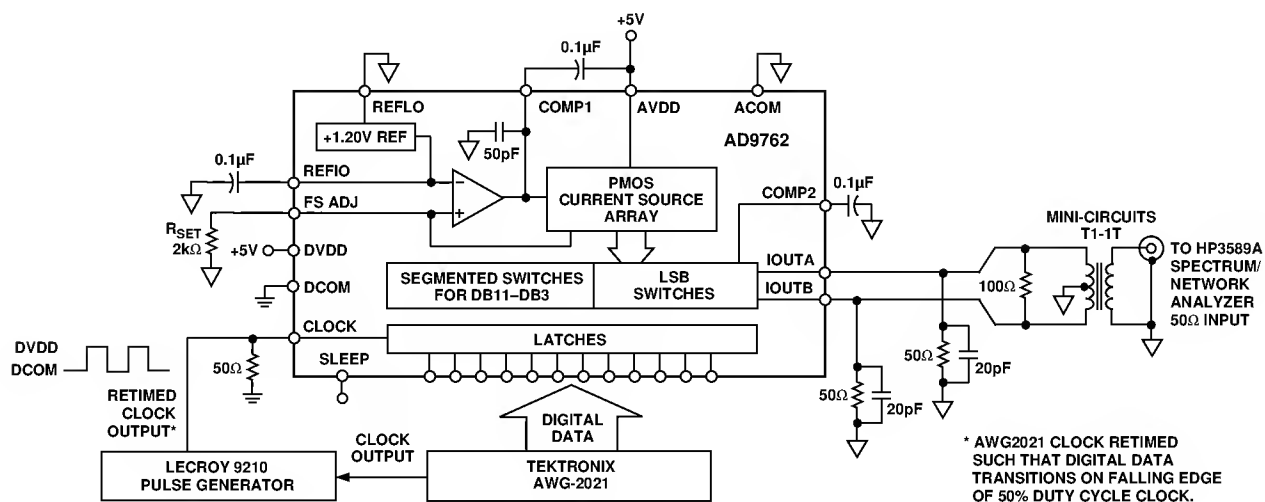 +5V
0.1µF
REFLO
COMP1
AVDD
ACOM
+1.20V REF
50pF
AD9762
0.1µF
REFIO
PMOS
CURRENT SOURCE
ARRAY
COMP2
0.1µF
FS ADJ
RSET
2kΩ
+5V
DVDD
DCOM
SEGMENTED SWITCHES
FOR DB11–DB3
LSB
SWITCHES
IOUTA
IOUTB
MINI-CIRCUITS
T1-1T
100Ω
TO HP3589A
SPECTRUM/
NETWORK
ANALYZER
50Ω INPUT
CLOCK
LATCHES
DVDD
DCOM
50Ω
SLEEP
50Ω
20pF
50Ω
20pF
RETIMED
CLOCK
OUTPUT*
DIGITAL
DATA
CLOCK
OUTPUT
LECROY 9210
PULSE GENERATOR
TEKTRONIX
AWG-2021
* AWG2021 CLOCK RETIMED
SUCH THAT DIGITAL DATA
TRANSITIONS ON FALLING EDGE
OF 50% DUTY CYCLE CLOCK.